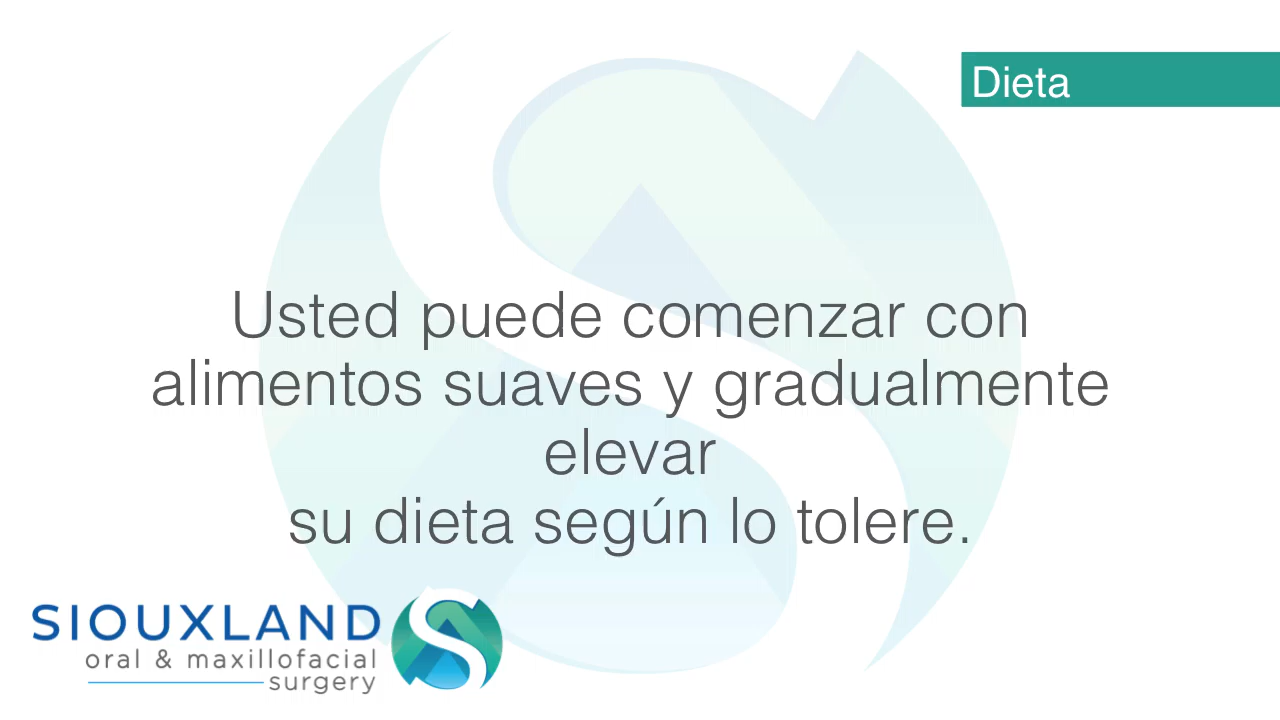 Dieta
Usted puede comenzar con
alimentos suaves y gradualmente
elevar
su dieta según lo tolere.
SIOUXLAND
oral & maxillofacial
surgery